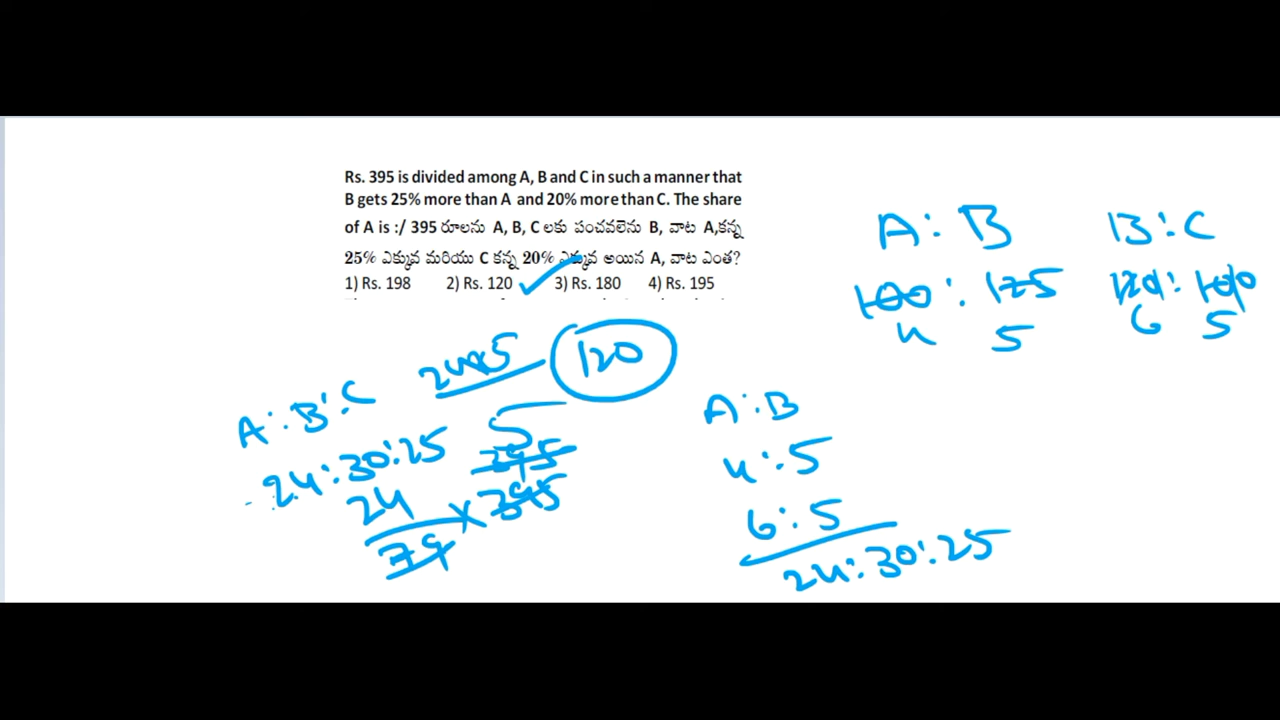 Rs. 395 is divided among A, B and C in such a manner that
B gets 25% more than A and 20% more than C. The share
of A is :/ 395 రూలను A, B, C లకు పంచవలెను B, వాట A,కన్న
25% ఎక్కువ మరియు C కన్న 20% ఎక్కువ అయిన A, వాట ఎంత?
1) Rs. 198 2) Rs. 120 3) Rs. 180 4) Rs. 195
A : B B : C
100 : 125 120 : 100
4 5 6 5
24x5 120
A : B : C
24 : 30 : 25
5
395
24 x 395
79
A : B
4 : 5
6 : 5
24 : 30 : 25